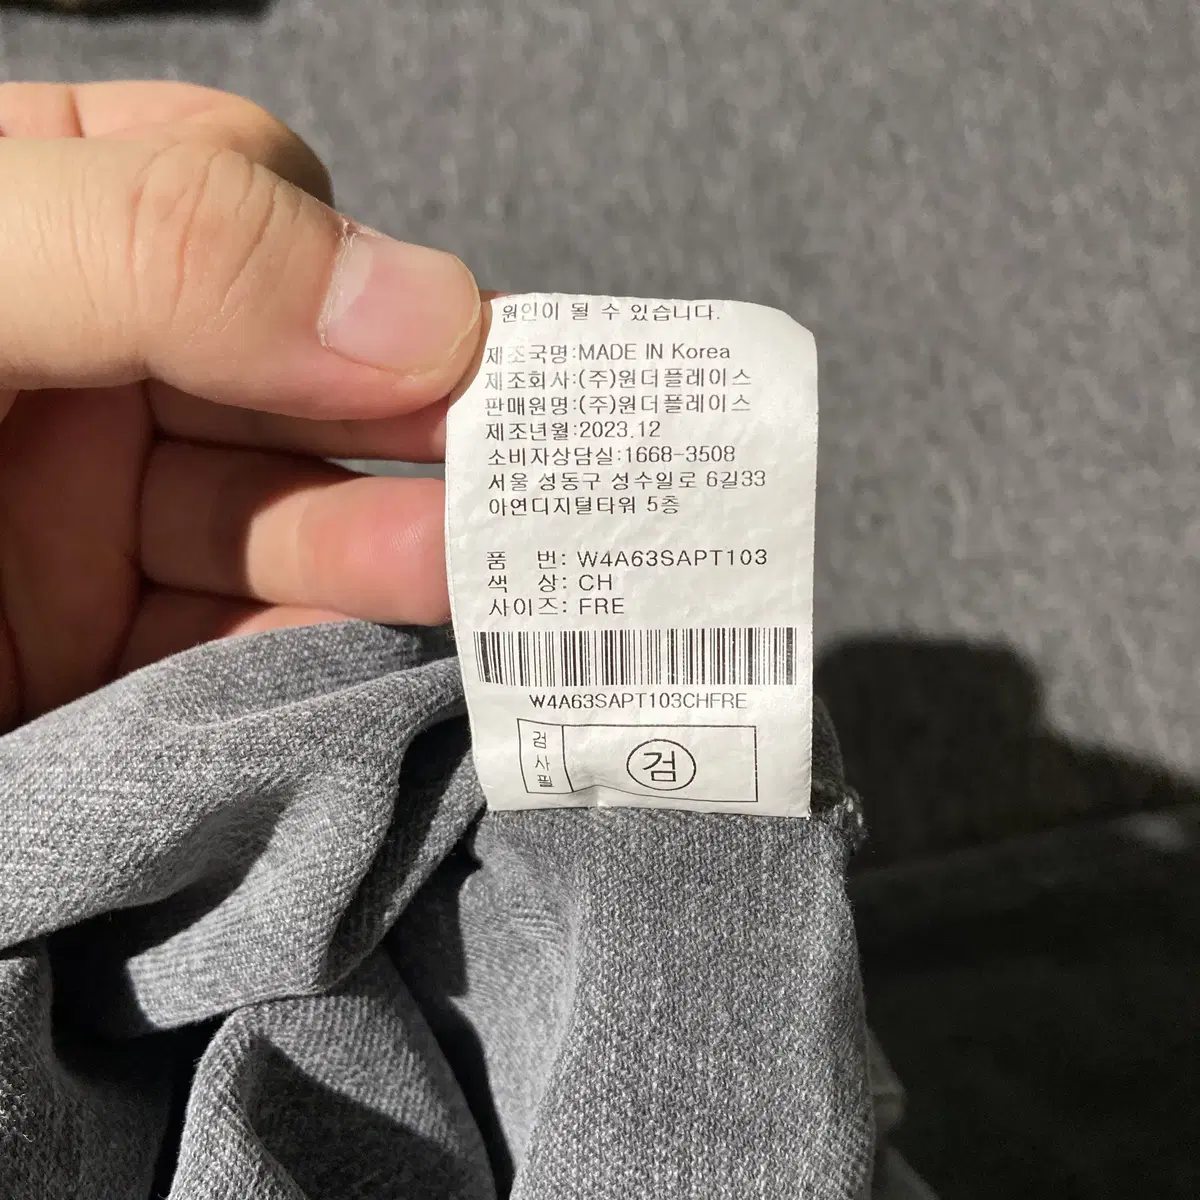 원인이 될 수 있습니다.
제조국명:MADE IN Korea
제조회사:(주)원더플레이스
판매원명:(주)원더플레이스
제조년월:2023.12
소비자상담실:1668-3508
서울 성동구 성수일로 6길33
아연디지털타워 5층
품 번: W4A63SAPT103
색 상: CH
사이즈: FRE
W4A63SAPT103CHFRE
검사필
검